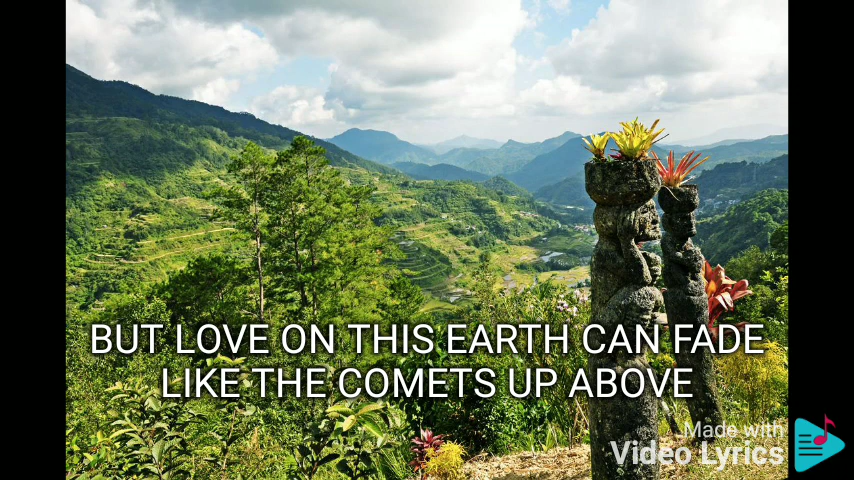 BUT LOVE ON THIS EARTH CAN FADE
LIKE THE COMETS UP ABOVE
Made with
Video Lyrics